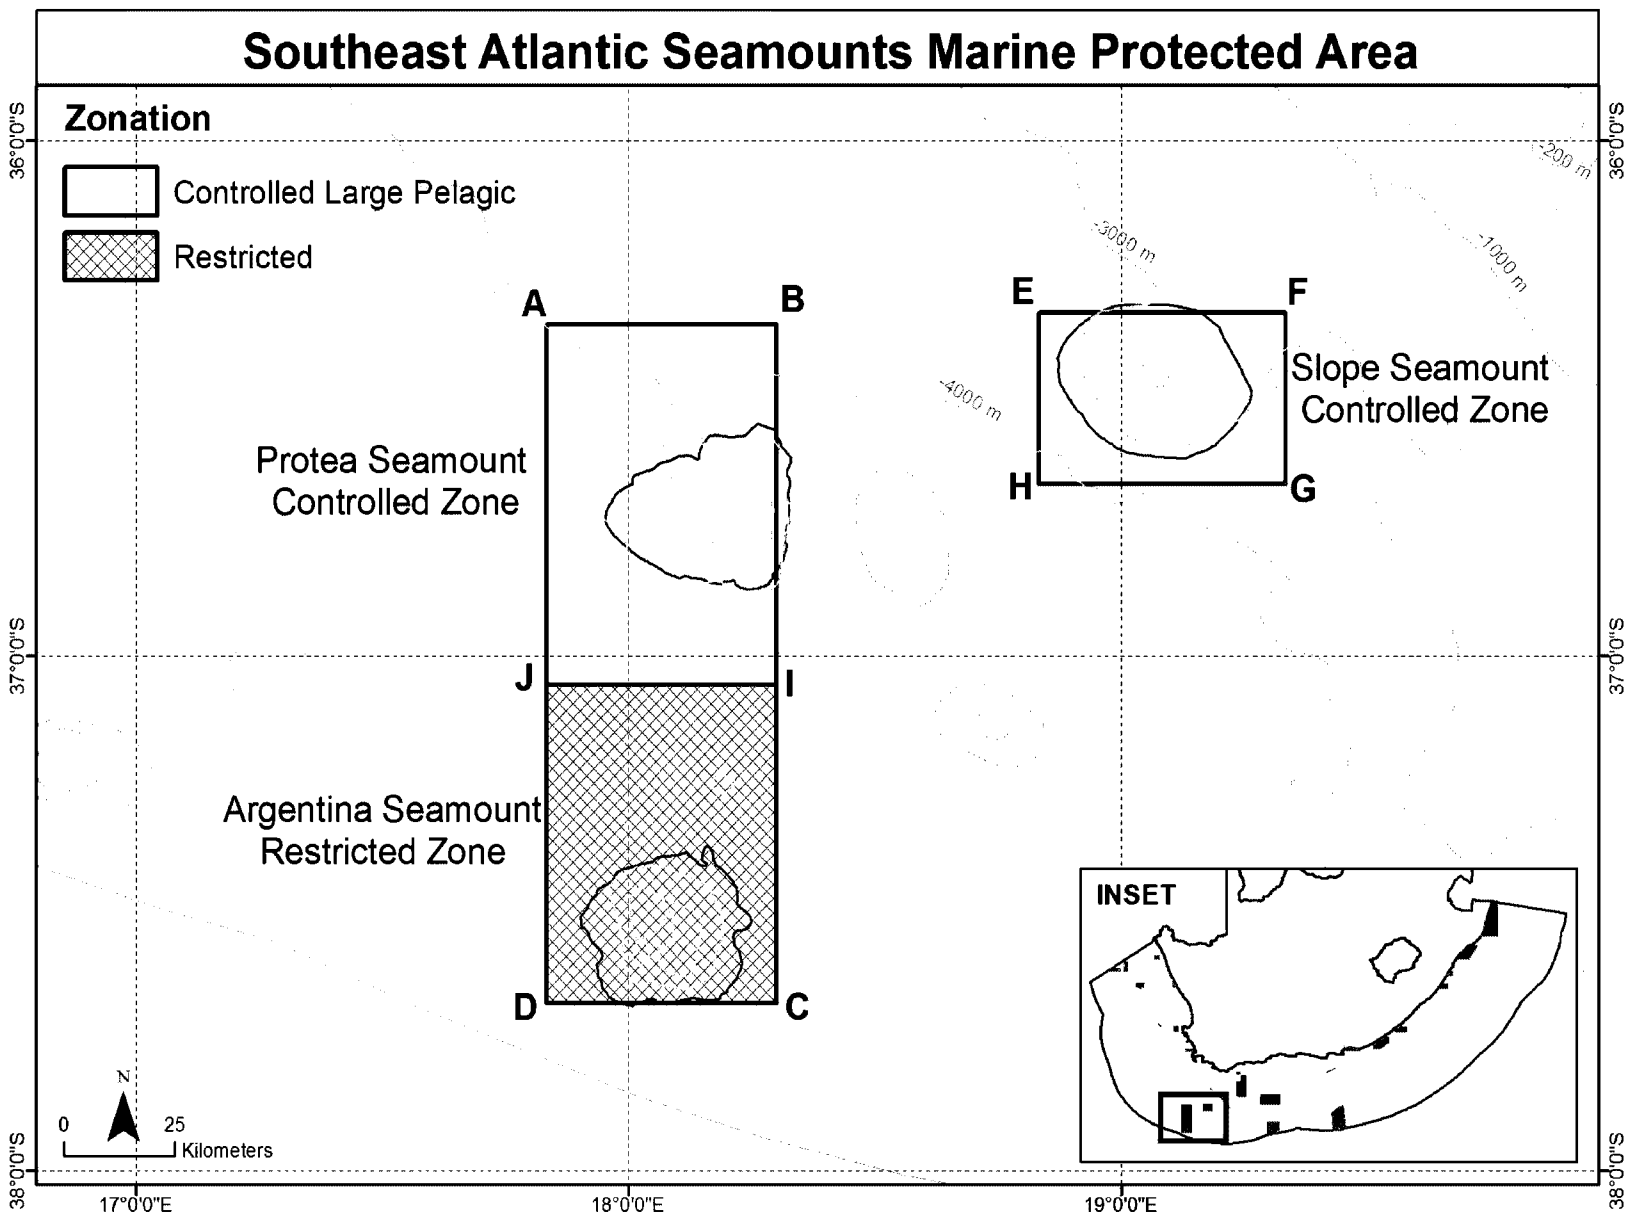 Southeast Atlantic Seamounts Marine Protected Area
Zonation
Controlled Large Pelagic
Restricted
36°0'0"S
36°0'0"S
-200 m
-3000 m
-1000 m
A
B
E
F
Slope Seamount
Controlled Zone
-4000 m
Protea Seamount
Controlled Zone
H
G
37°0'0"S
37°0'0"S
J
I
Argentina Seamount
Restricted Zone
D
C
INSET
N
0
25
Kilometers
38°0'0"S
38°0'0"S
17°0'0"E
18°0'0"E
19°0'0"E